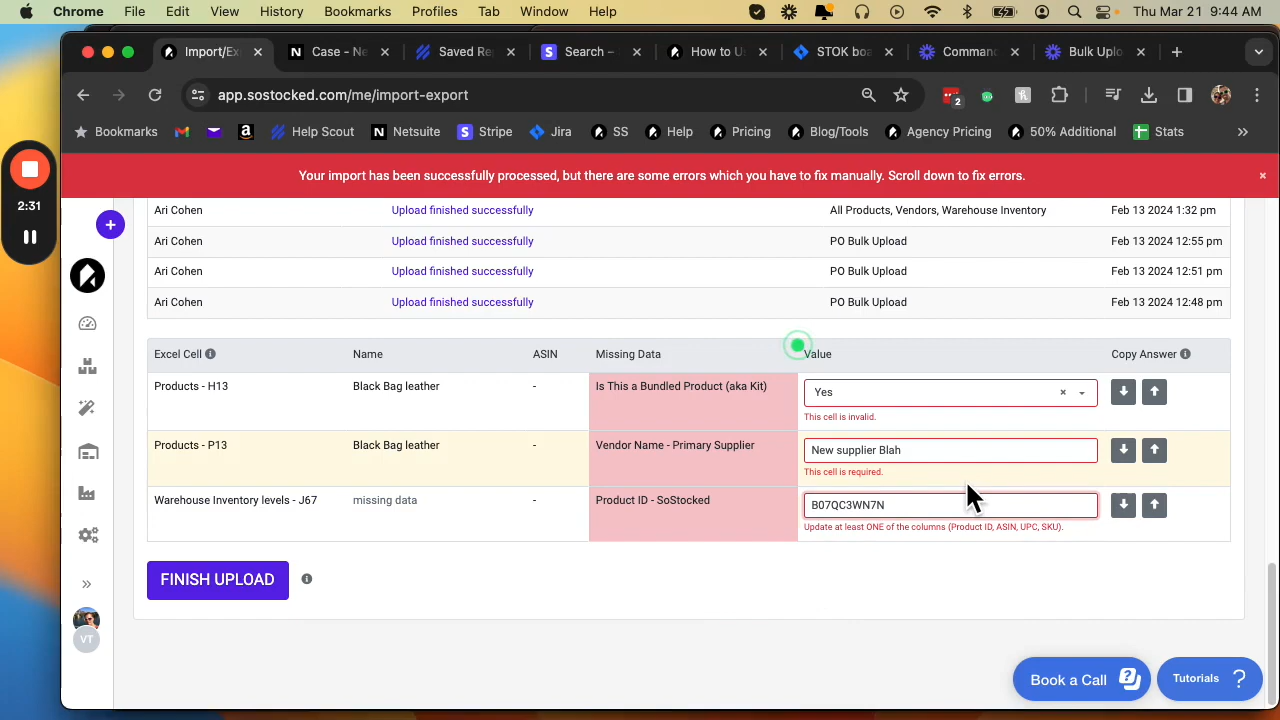 Chrome File Edit View History Bookmarks Profiles Tab Window Help Thu Mar 21 9:44 AM
Import/Ex Case - Ne Saved Re Search – How to U STOK boa Comman Bulk Uplo
app.sostocked.com/me/import-export 2
Bookmarks Help Scout Netsuite Stripe Jira SS Help Pricing Blog/Tools Agency Pricing 50% Additional Stats
Your import has been successfully processed, but there are some errors which you have to fix manually. Scroll down to fix errors. ×
2:31
Ari Cohen Upload finished successfully All Products, Vendors, Warehouse Inventory Feb 13 2024 1:32 pm
Ari Cohen Upload finished successfully PO Bulk Upload Feb 13 2024 12:55 pm
Ari Cohen Upload finished successfully PO Bulk Upload Feb 13 2024 12:51 pm
Ari Cohen Upload finished successfully PO Bulk Upload Feb 13 2024 12:48 pm
Excel Cell Name ASIN Missing Data Value Copy Answer
Products - H13 Black Bag leather - Is This a Bundled Product (aka Kit) Yes ×
This cell is invalid.
Products - P13 Black Bag leather - Vendor Name - Primary Supplier New supplier Blah
This cell is required.
Warehouse Inventory levels - J67 missing data - Product ID - SoStocked B07QC3WN7N
Update at least ONE of the columns (Product ID, ASIN, UPC, SKU).
FINISH UPLOAD
VT
Book a Call
Tutorials ?